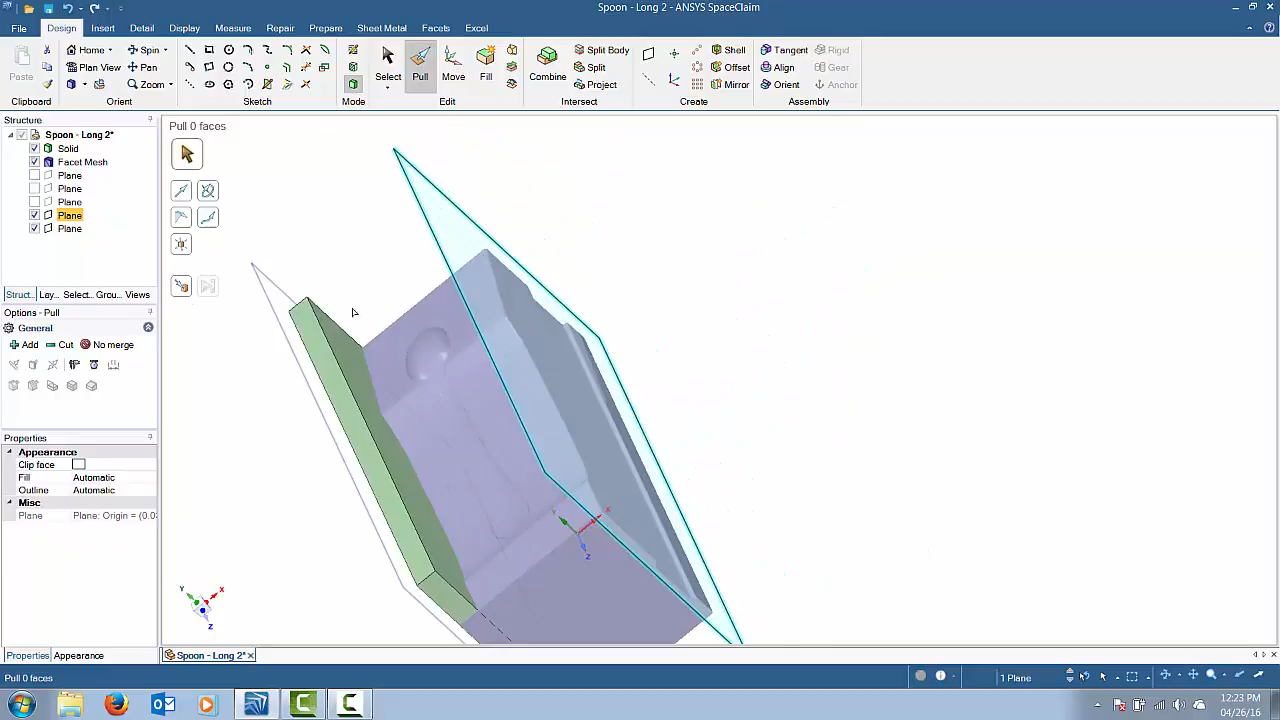 Spoon - Long 2 - ANSYS SpaceClaim
File Design Insert Detail Display Measure Repair Prepare Sheet Metal Facets Excel
Paste Home Spin Select Pull Move Fill Combine Split Body Shell Tangent Rigid
Plan View Pan Split Offset Align Gear
Zoom Project Mirror Orient Anchor
Clipboard Orient Sketch Mode Edit Intersect Create Assembly
Structure
Spoon - Long 2*
Solid
Facet Mesh
Plane
Plane
Plane
Plane
Plane
Struct... Lay... Select... Grou... Views
Options - Pull
General
Add Cut No merge
Properties
Appearance
Clip face
Fill Automatic
Outline Automatic
Misc
Plane Plane: Origin = (0.0
Properties Appearance
Pull 0 faces
X
Y
Z
Y X
Z
Spoon - Long 2*
Pull 0 faces
1 Plane
12:23 PM
04/26/16